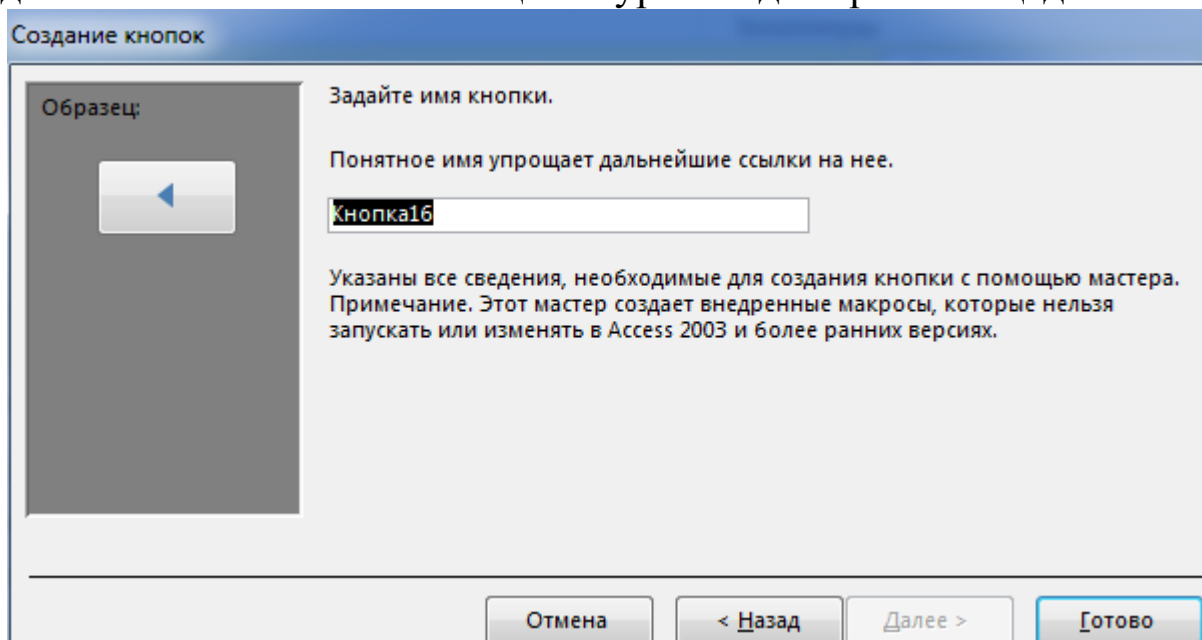 Создание кнопок
Образец:
Задайте имя кнопки.
Понятное имя упрощает дальнейшие ссылки на нее.
Кнопка16
Указаны все сведения, необходимые для создания кнопки с помощью мастера.
Примечание. Этот мастер создает внедренные макросы, которые нельзя
запускать или изменять в Access 2003 и более ранних версиях.
Отмена
< Назад
Далее >
Готово